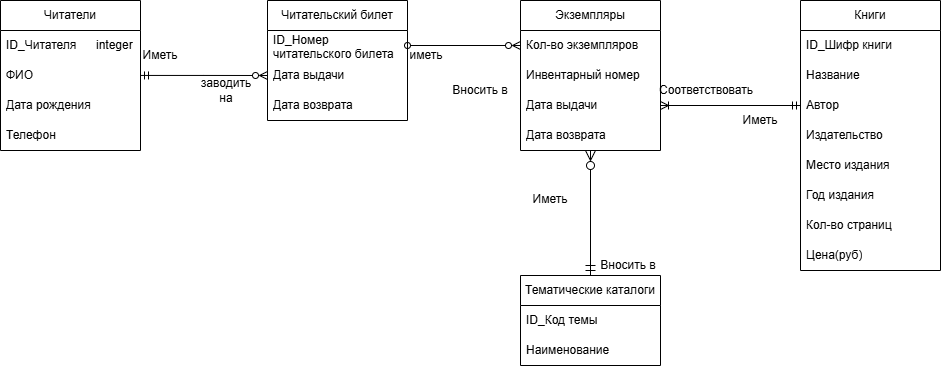 Читатели
ID_Читателя integer
ФИО
Дата рождения
Телефон
Иметь
заводить
на
Читательский билет
ID_Номер
читательского билета
Дата выдачи
Дата возврата
иметь
Вносить в
Экземпляры
Кол-во экземпляров
Инвентарный номер
Дата выдачи
Дата возврата
Соответствовать
Иметь
Книги
ID_Шифр книги
Название
Автор
Издательство
Место издания
Год издания
Кол-во страниц
Цена(руб)
Иметь
Вносить в
Тематические каталоги
ID_Код темы
Наименование